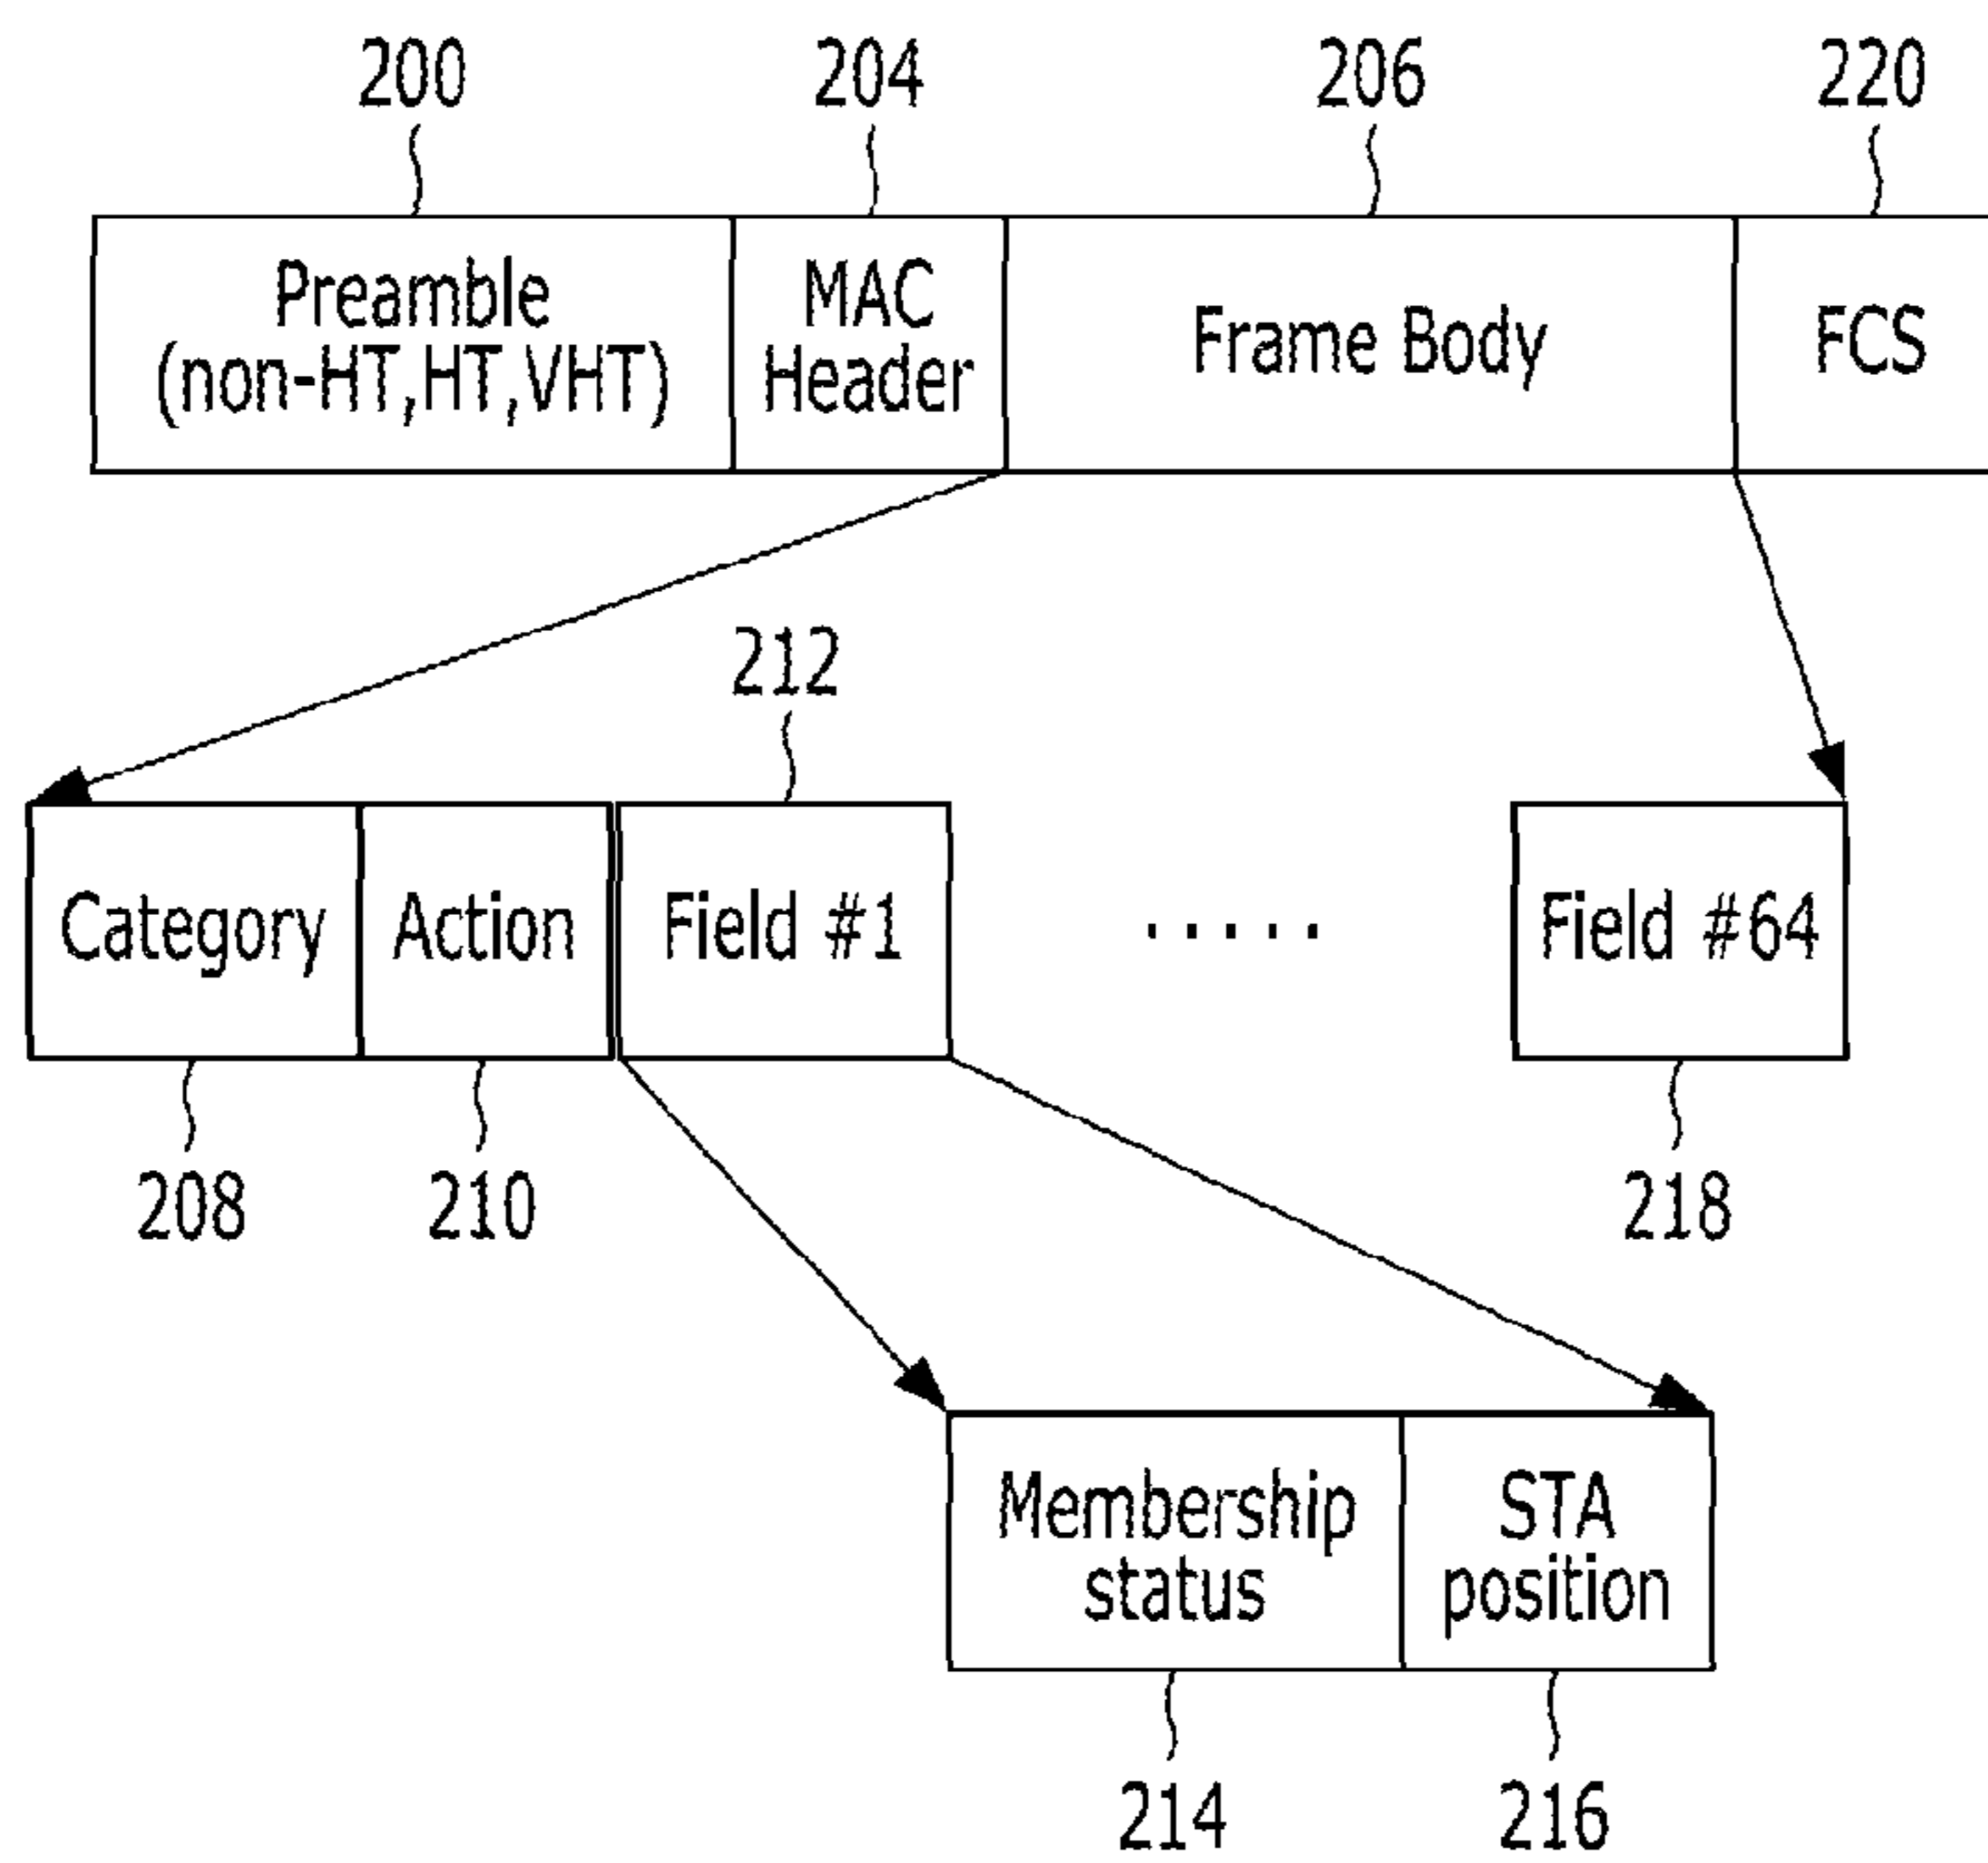 200 204 206 220
Preamble
(non-HT,HT,VHT)
MAC
Header
Frame Body
FCS
212
Category
Action
Field #1
.....
Field #64
208 210 218
Membership
status
STA
position
214 216